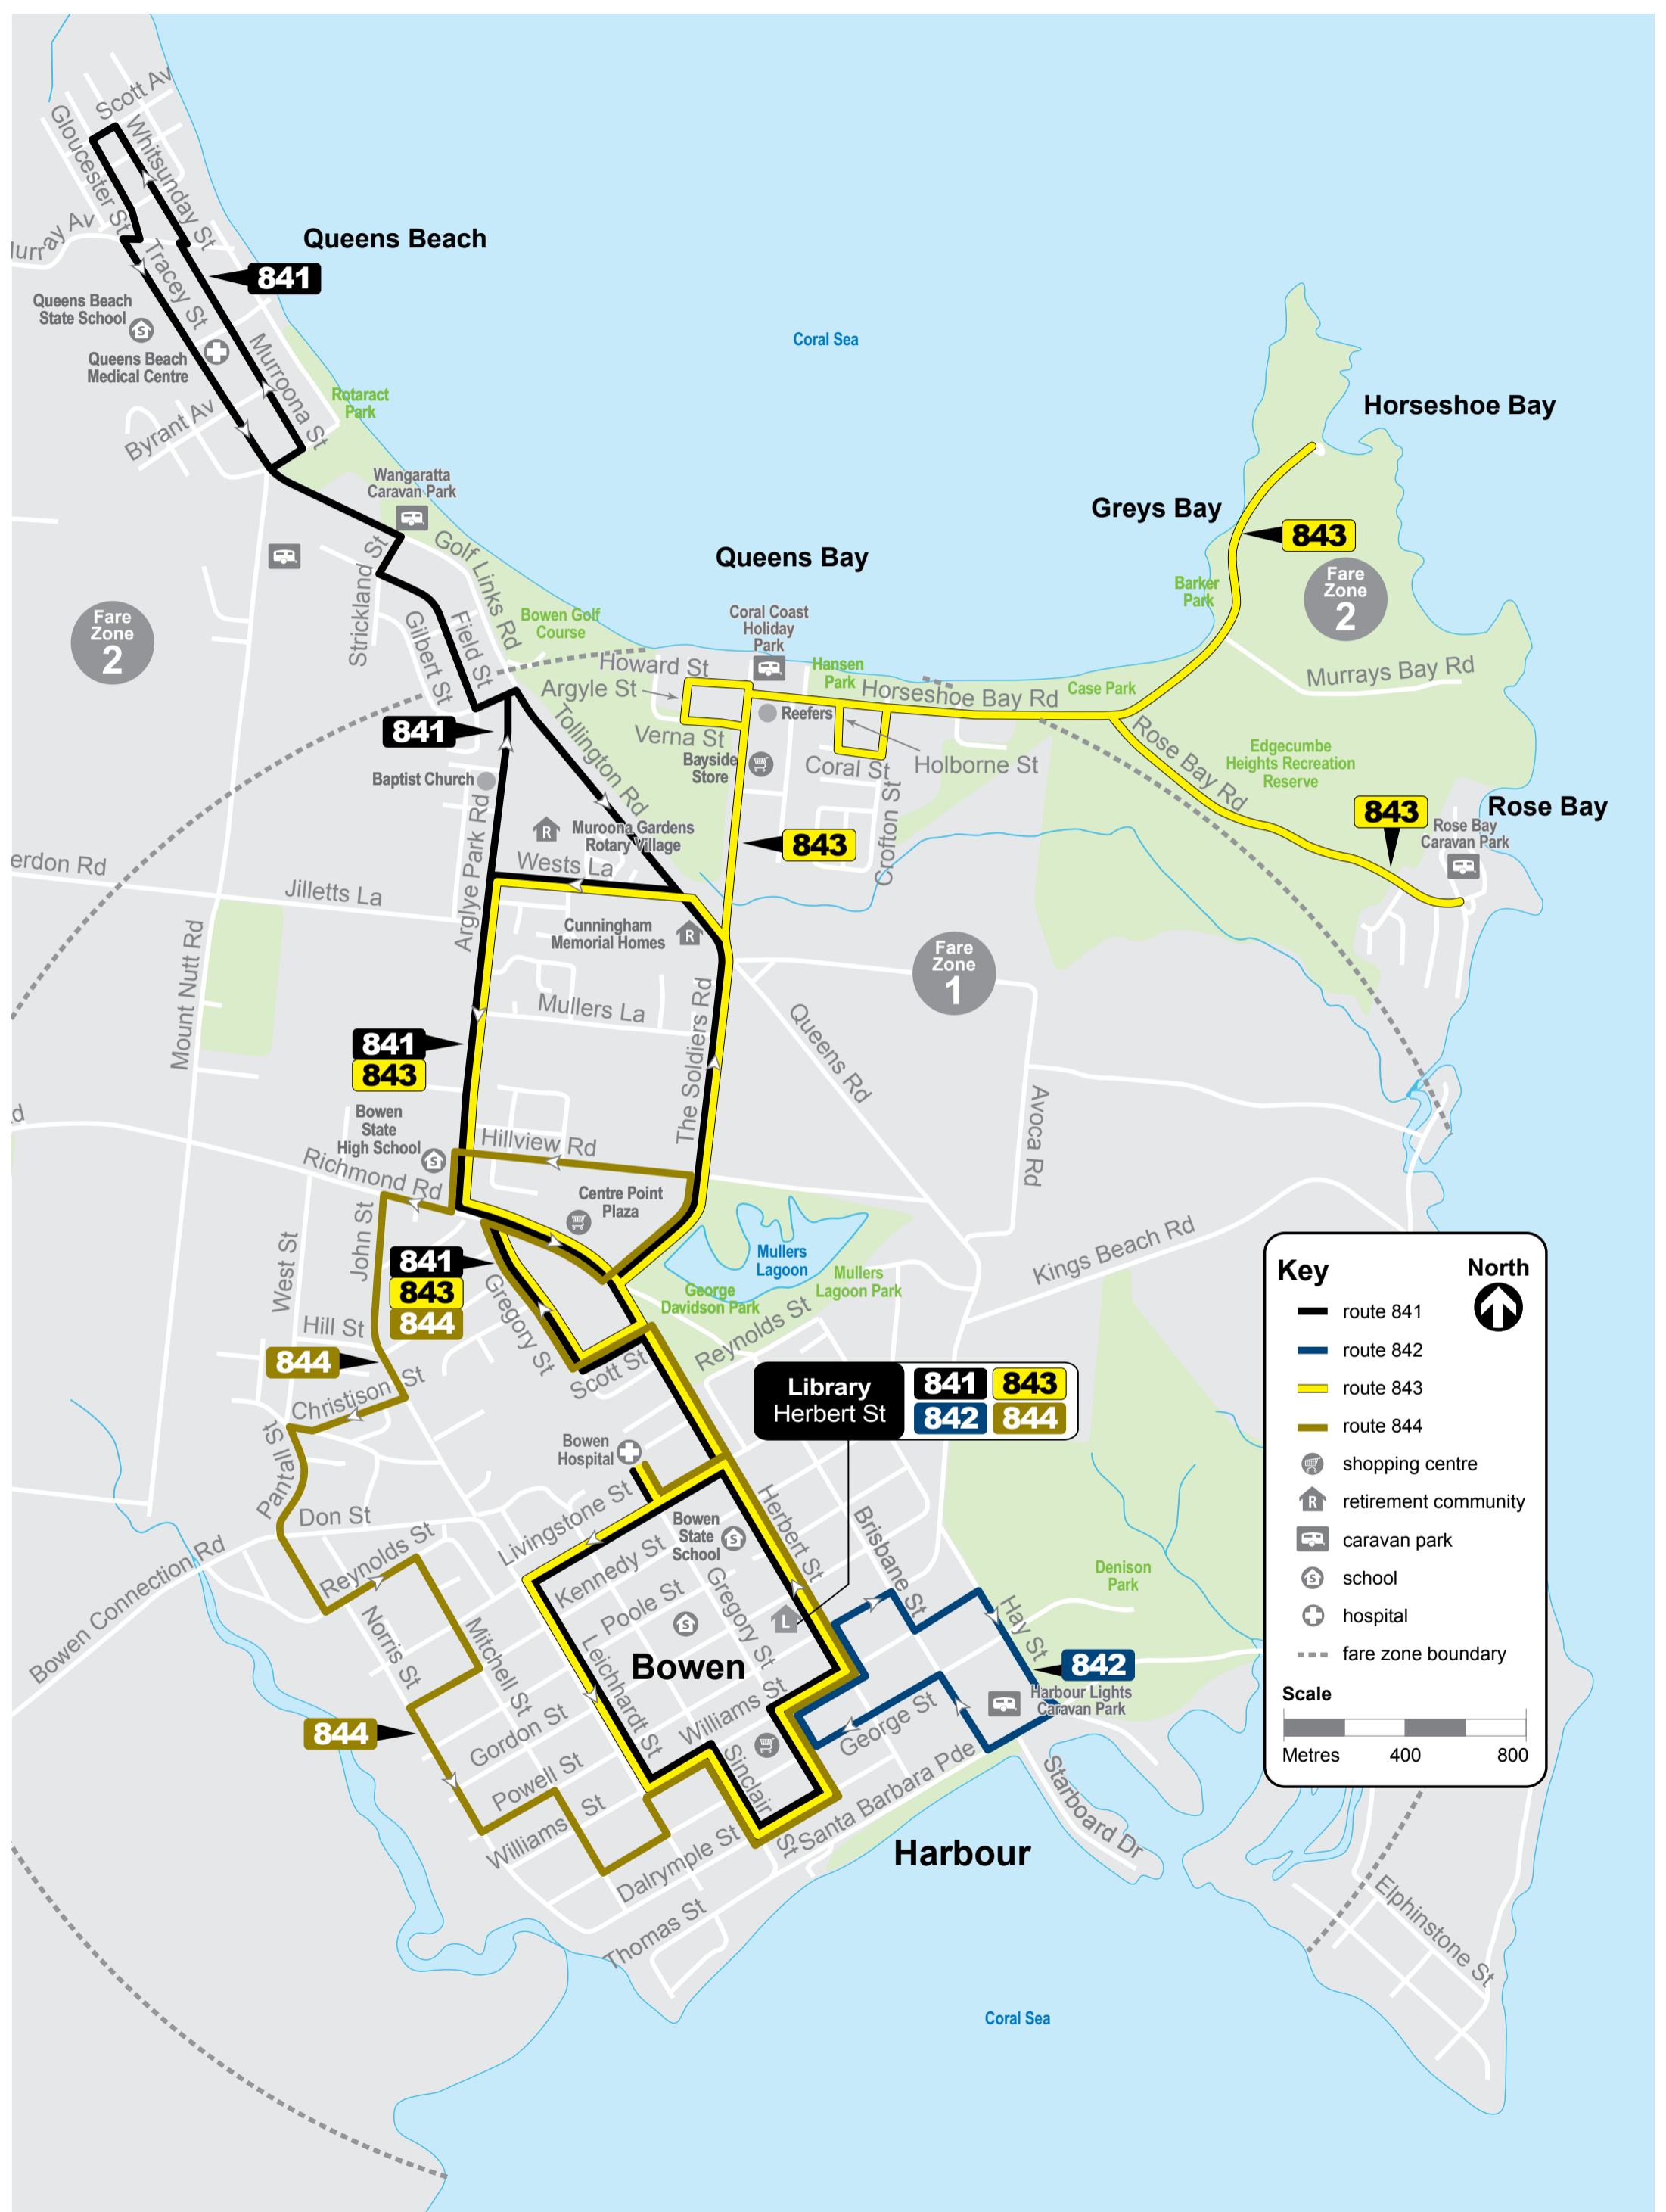 Scott Av
Gloucester St
Whitsunday St
Murray Av
Tracey St
Queens Beach
841
Queens Beach
State School
S
Queens Beach
Medical Centre
Murroona St
Byrant Av
Rotaract
Park
Coral Sea
Horseshoe Bay
Wangaratta
Caravan Park
Greys Bay
843
Queens Bay
Fare
Zone
2
Barker
Park
Strickland St
Golf Links Rd
Field St
Gilbert St
Fare
Zone
2
Bowen Golf
Course
Coral Coast
Holiday
Park
Howard St
Argyle St
Hansen
Park
Horseshoe Bay Rd
Case Park
Murrays Bay Rd
841
Tollington Rd
Reefers
Verna St
Bayside
Store
Coral St
Holborne St
Crofton St
Rose Bay Rd
Edgecumbe
Heights Recreation
Reserve
Baptist Church
R
Muroona Gardens
Rotary Village
Wests La
843
843
Rose Bay
Rose Bay
Caravan Park
erdon Rd
Jilletts La
Arglye Park Rd
Cunningham
Memorial Homes
R
Fare
Zone
1
Mount Nutt Rd
Mullers La
The Soldiers Rd
Queens Rd
Avoca Rd
841
843
Bowen
State
High School
S
d
Hillview Rd
Richmond Rd
Centre Point
Plaza
Mullers
Lagoon
Mullers
Lagoon Park
George
Davidson Park
Kings Beach Rd
John St
West St
841
843
844
Gregory St
Hill St
844
Christison St
Scott St
Reynolds St
Library
Herbert St
841
843
842
844
Pantall St
Bowen
Hospital
Don St
Livingstone St
Bowen
State
School
S
Herbert St
Brisbane St
Reynolds St
Bowen Connection Rd
Kennedy St
Poole St
S
Gregory St
L
Denison
Park
Hay St
Norris St
Mitchell St
Leichhardt St
Bowen
842
Harbour Lights
Caravan Park
844
Gordon St
Williams St
George St
Powell St
Sinclair
St
Santa Barbara Pde
Starboard Dr
Williams St
Dalrymple St
Harbour
Thomas St
Elphinstone St
Coral Sea
Key
North
route 841
route 842
route 843
route 844
shopping centre
R
retirement community
caravan park
S
school
hospital
fare zone boundary
Scale
Metres 400 800